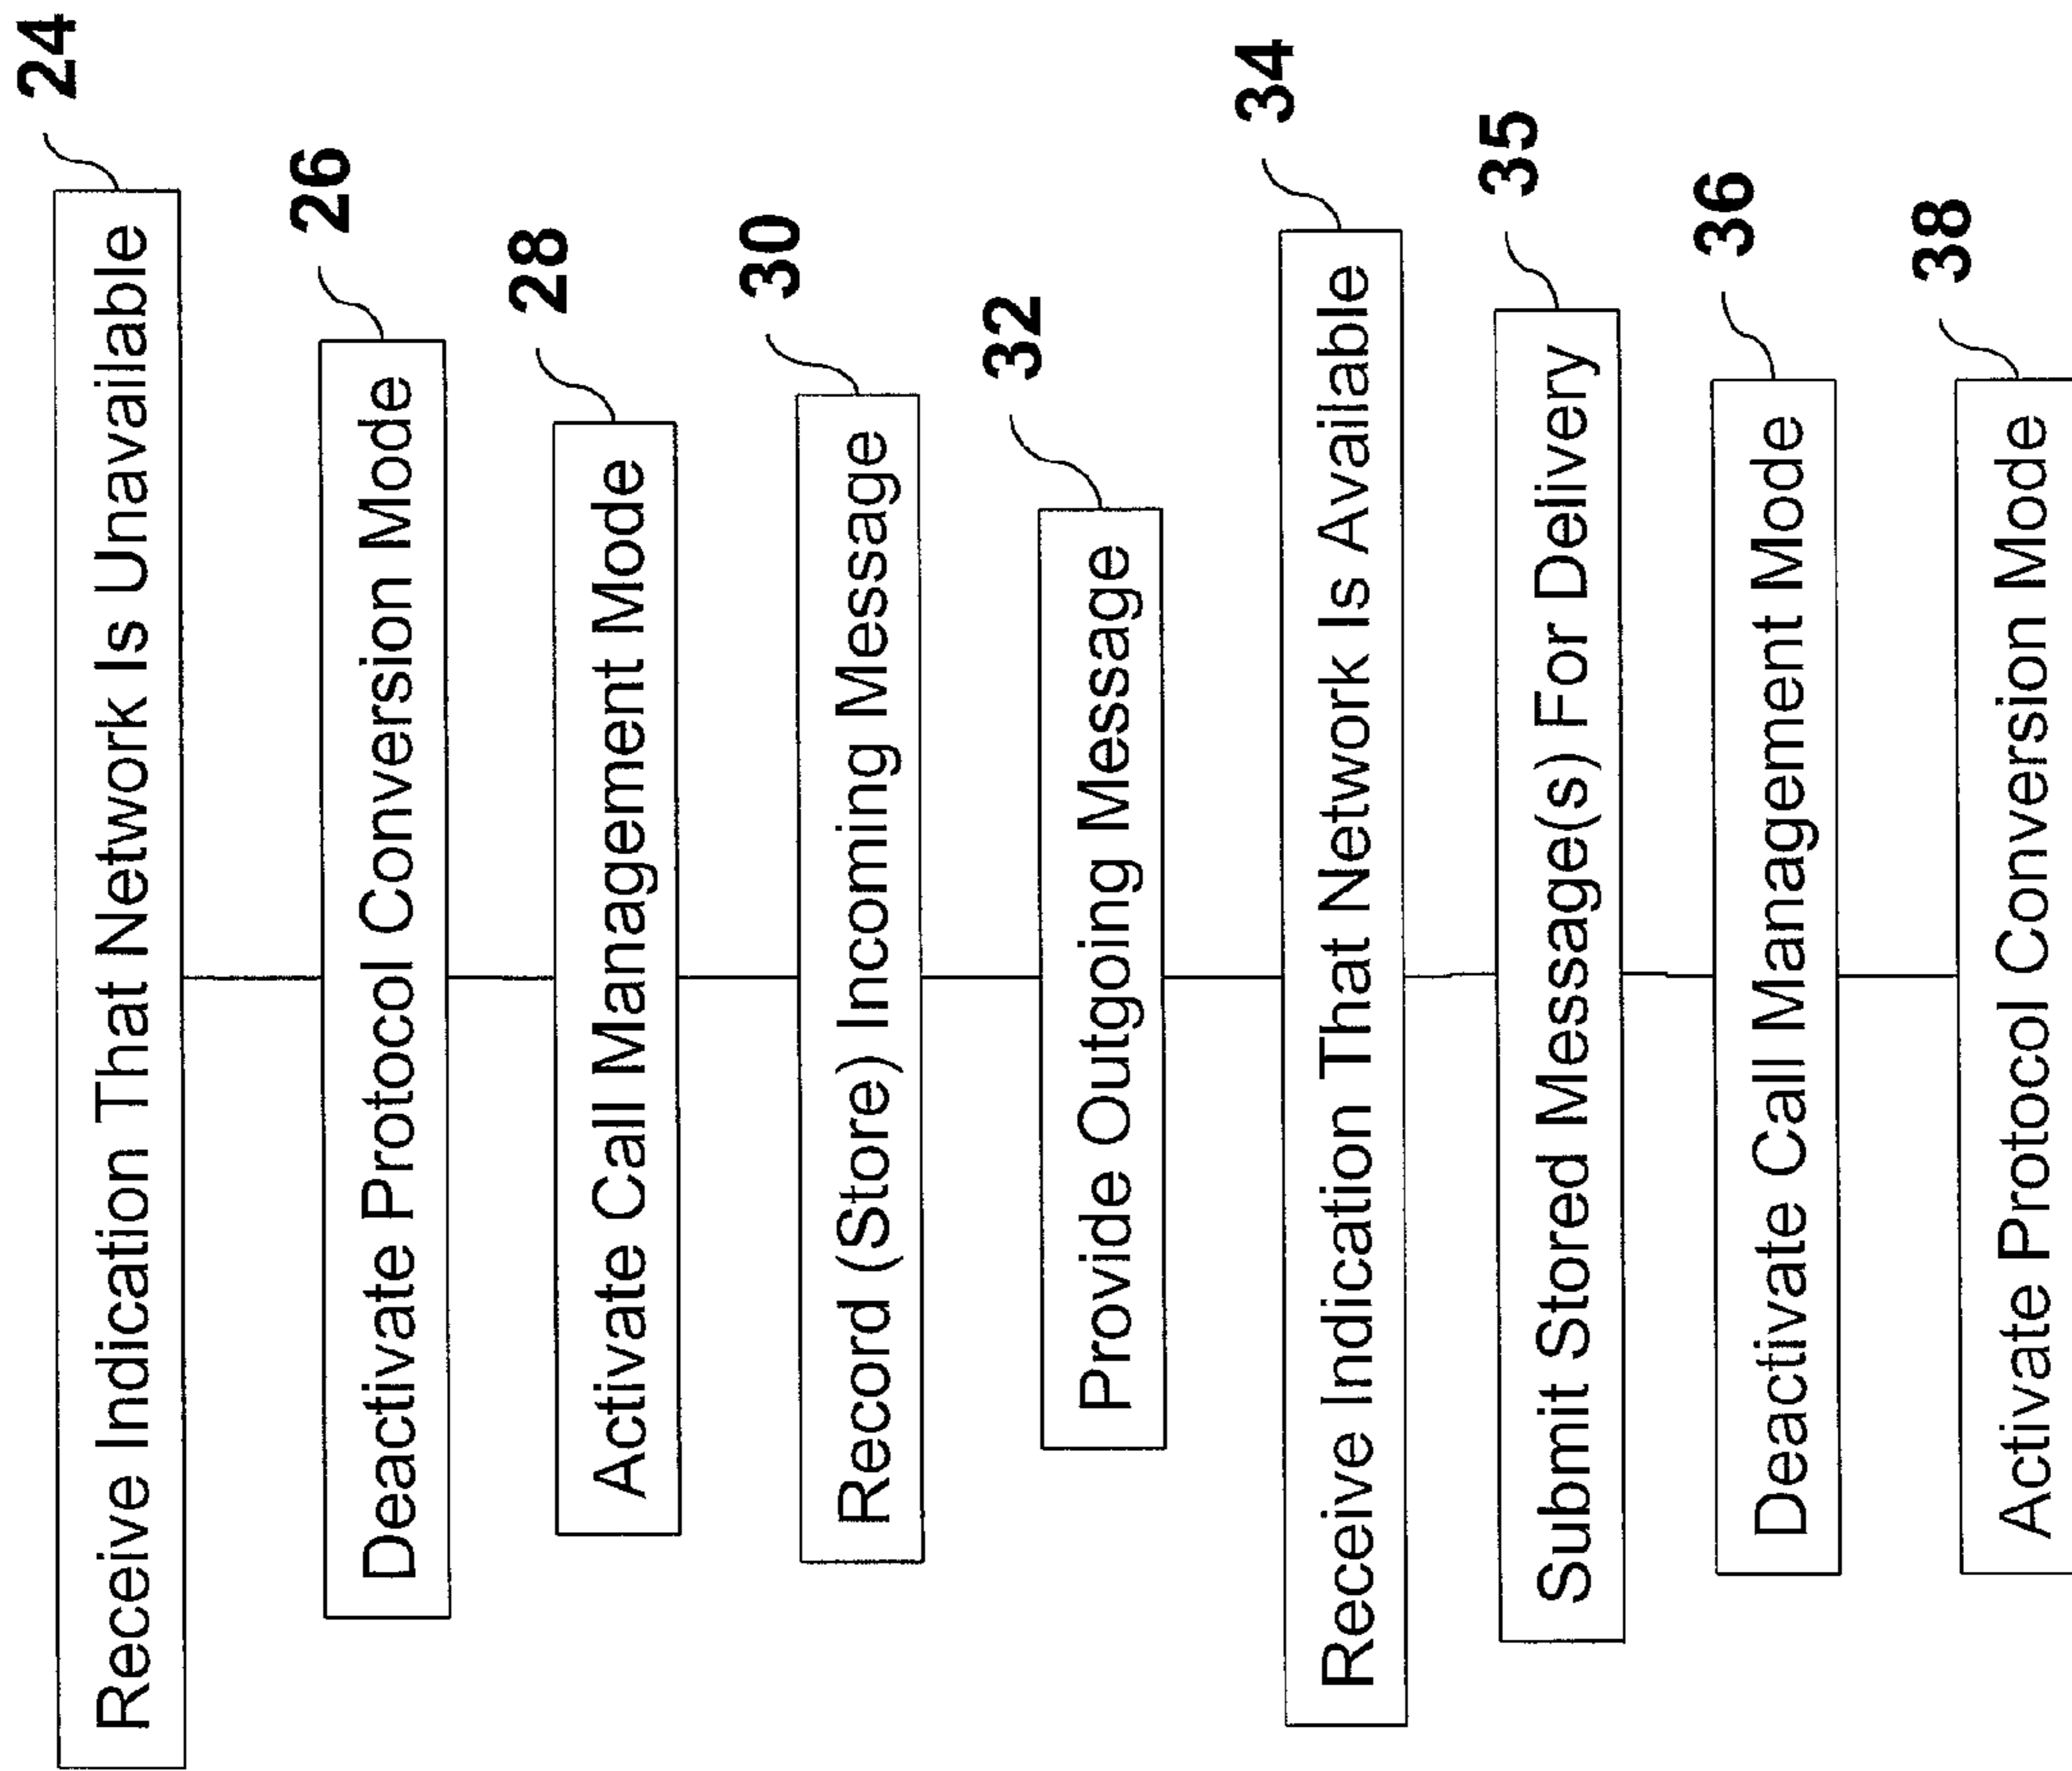 24
Receive Indication That Network Is Unavailable
26
Deactivate Protocol Conversion Mode
28
Activate Call Management Mode
30
Record (Store) Incoming Message
32
Provide Outgoing Message
34
Receive Indication That Network Is Available
35
Submit Stored Message(s) For Delivery
36
Deactivate Call Management Mode
38
Activate Protocol Conversion Mode